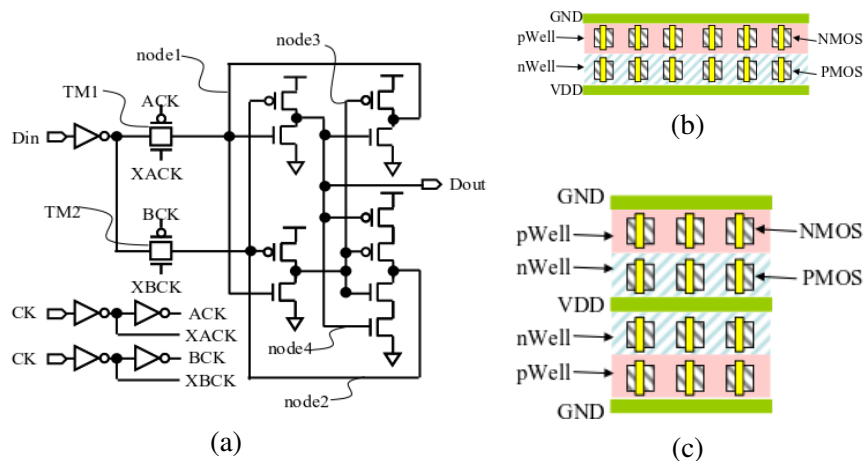 node1
node3
TM1
ACK
Din
XACK
Dout
TM2
BCK
XBCK
CK
ACK
XACK
node4
CK
BCK
XBCK
node2
(a)
GND
pWell
NMOS
nWell
PMOS
VDD
(b)
GND
pWell
NMOS
nWell
PMOS
VDD
nWell
pWell
GND
(c)